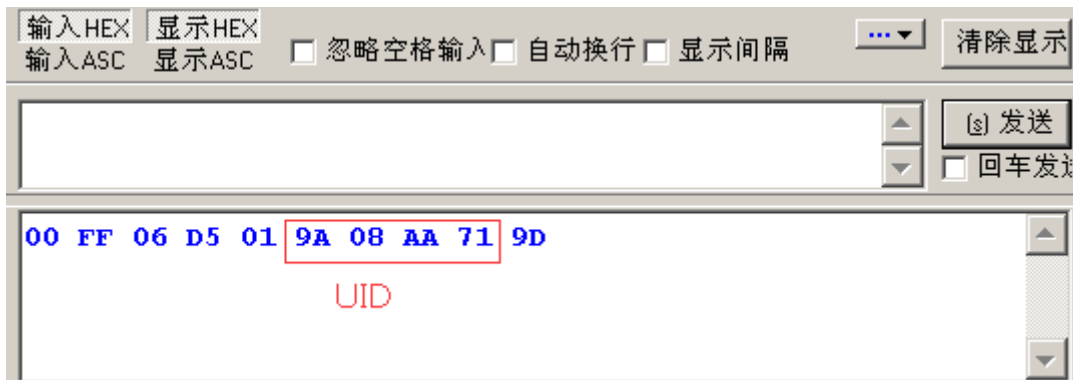 输入HEX 显示HEX
输入ASC 显示ASC 忽略空格输入 自动换行 显示间隔 ... 清除显示
(s) 发送
回车发送
00 FF 06 D5 01 9A 08 AA 71 9D
UID